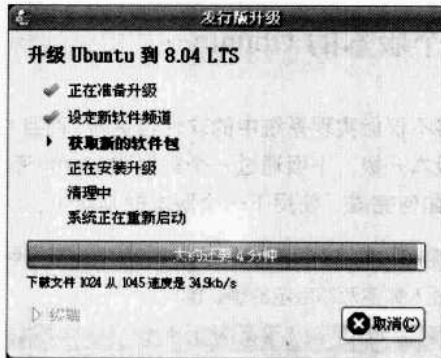 发行版升级
升级 Ubuntu 到 8.04 LTS
正在准备升级
设定新软件频道
获取新的软件包
正在安装升级
清理中
系统正在重新启动
大约还要 4 分钟
下载文件 1024 从 1045 速度是 34.9kb/s
终端
取消(C)